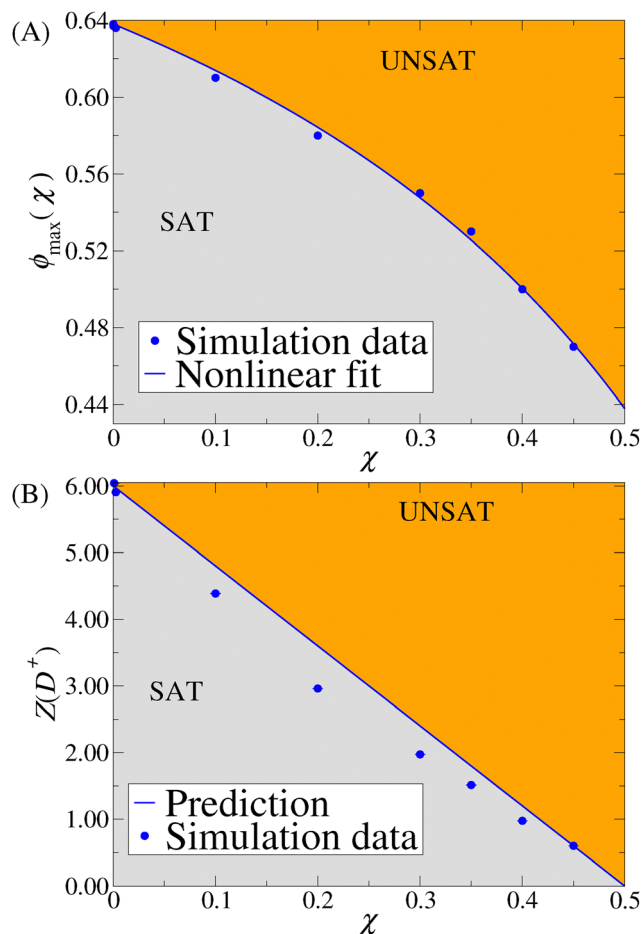 (A)
0.64
0.60
0.56
0.52
0.48
0.44
ϕmax(χ)
UNSAT
SAT
Simulation data
Nonlinear fit
0 0.1 0.2 0.3 0.4 0.5
χ
(B)
6.00
5.00
4.00
3.00
2.00
1.00
0.00
Z(D⁺)
UNSAT
SAT
Prediction
Simulation data
0 0.1 0.2 0.3 0.4 0.5
χ